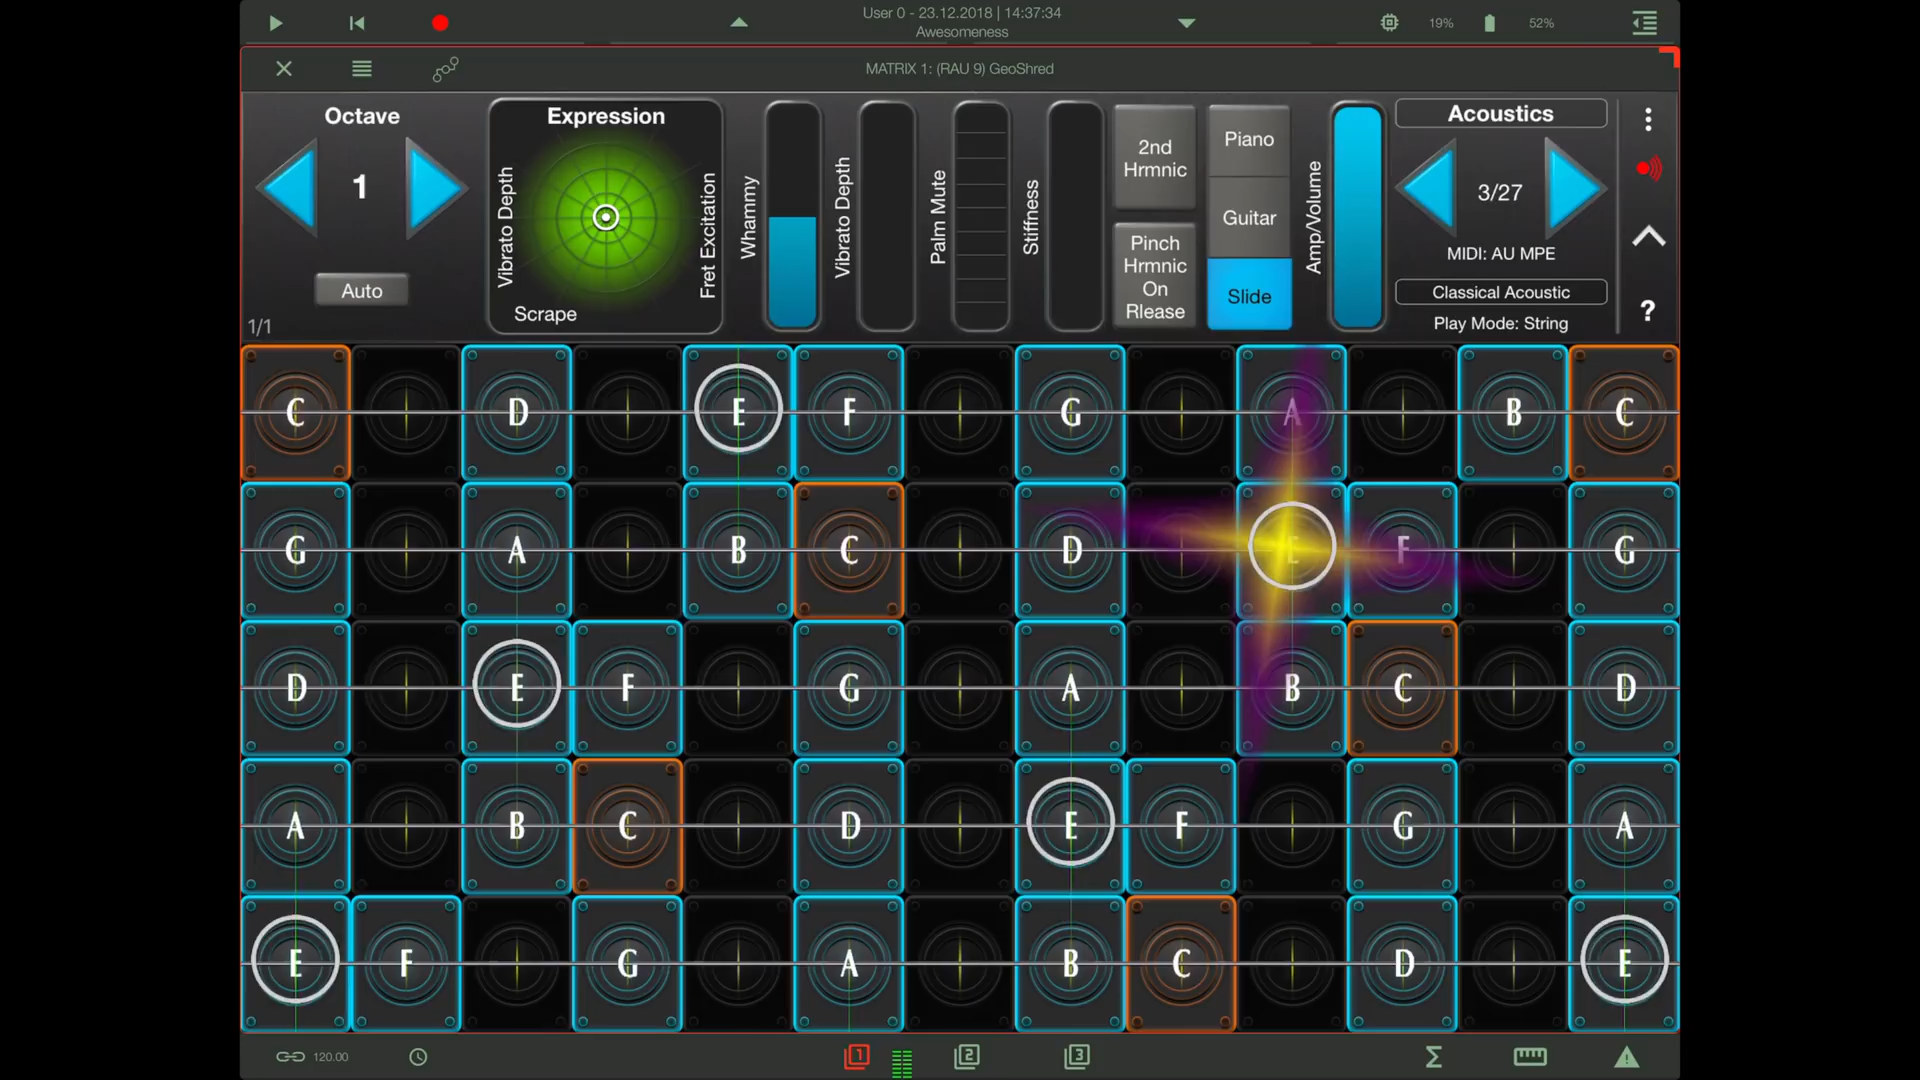 User 0 - 23.12.2018 | 14:37:34
Awesomeness
19%
52%
MATRIX 1: (RAU 9) GeoShred
Octave
1
Auto
1/1
Expression
Vibrato Depth
Fret Excitation
Scrape
Whammy
Vibrato Depth
Palm Mute
Stiffness
2nd
Hrmnic
Pinch
Hrmnic
On
Rlease
Piano
Guitar
Slide
Amp/Volume
Acoustics
3/27
MIDI: AU MPE
Classical Acoustic
Play Mode: String
?
C D E F G A B C
G A B C D E F G
D E F G A B C D
A B C D E F G A
E F G A B C D E
120.00
1
2
3
Σ